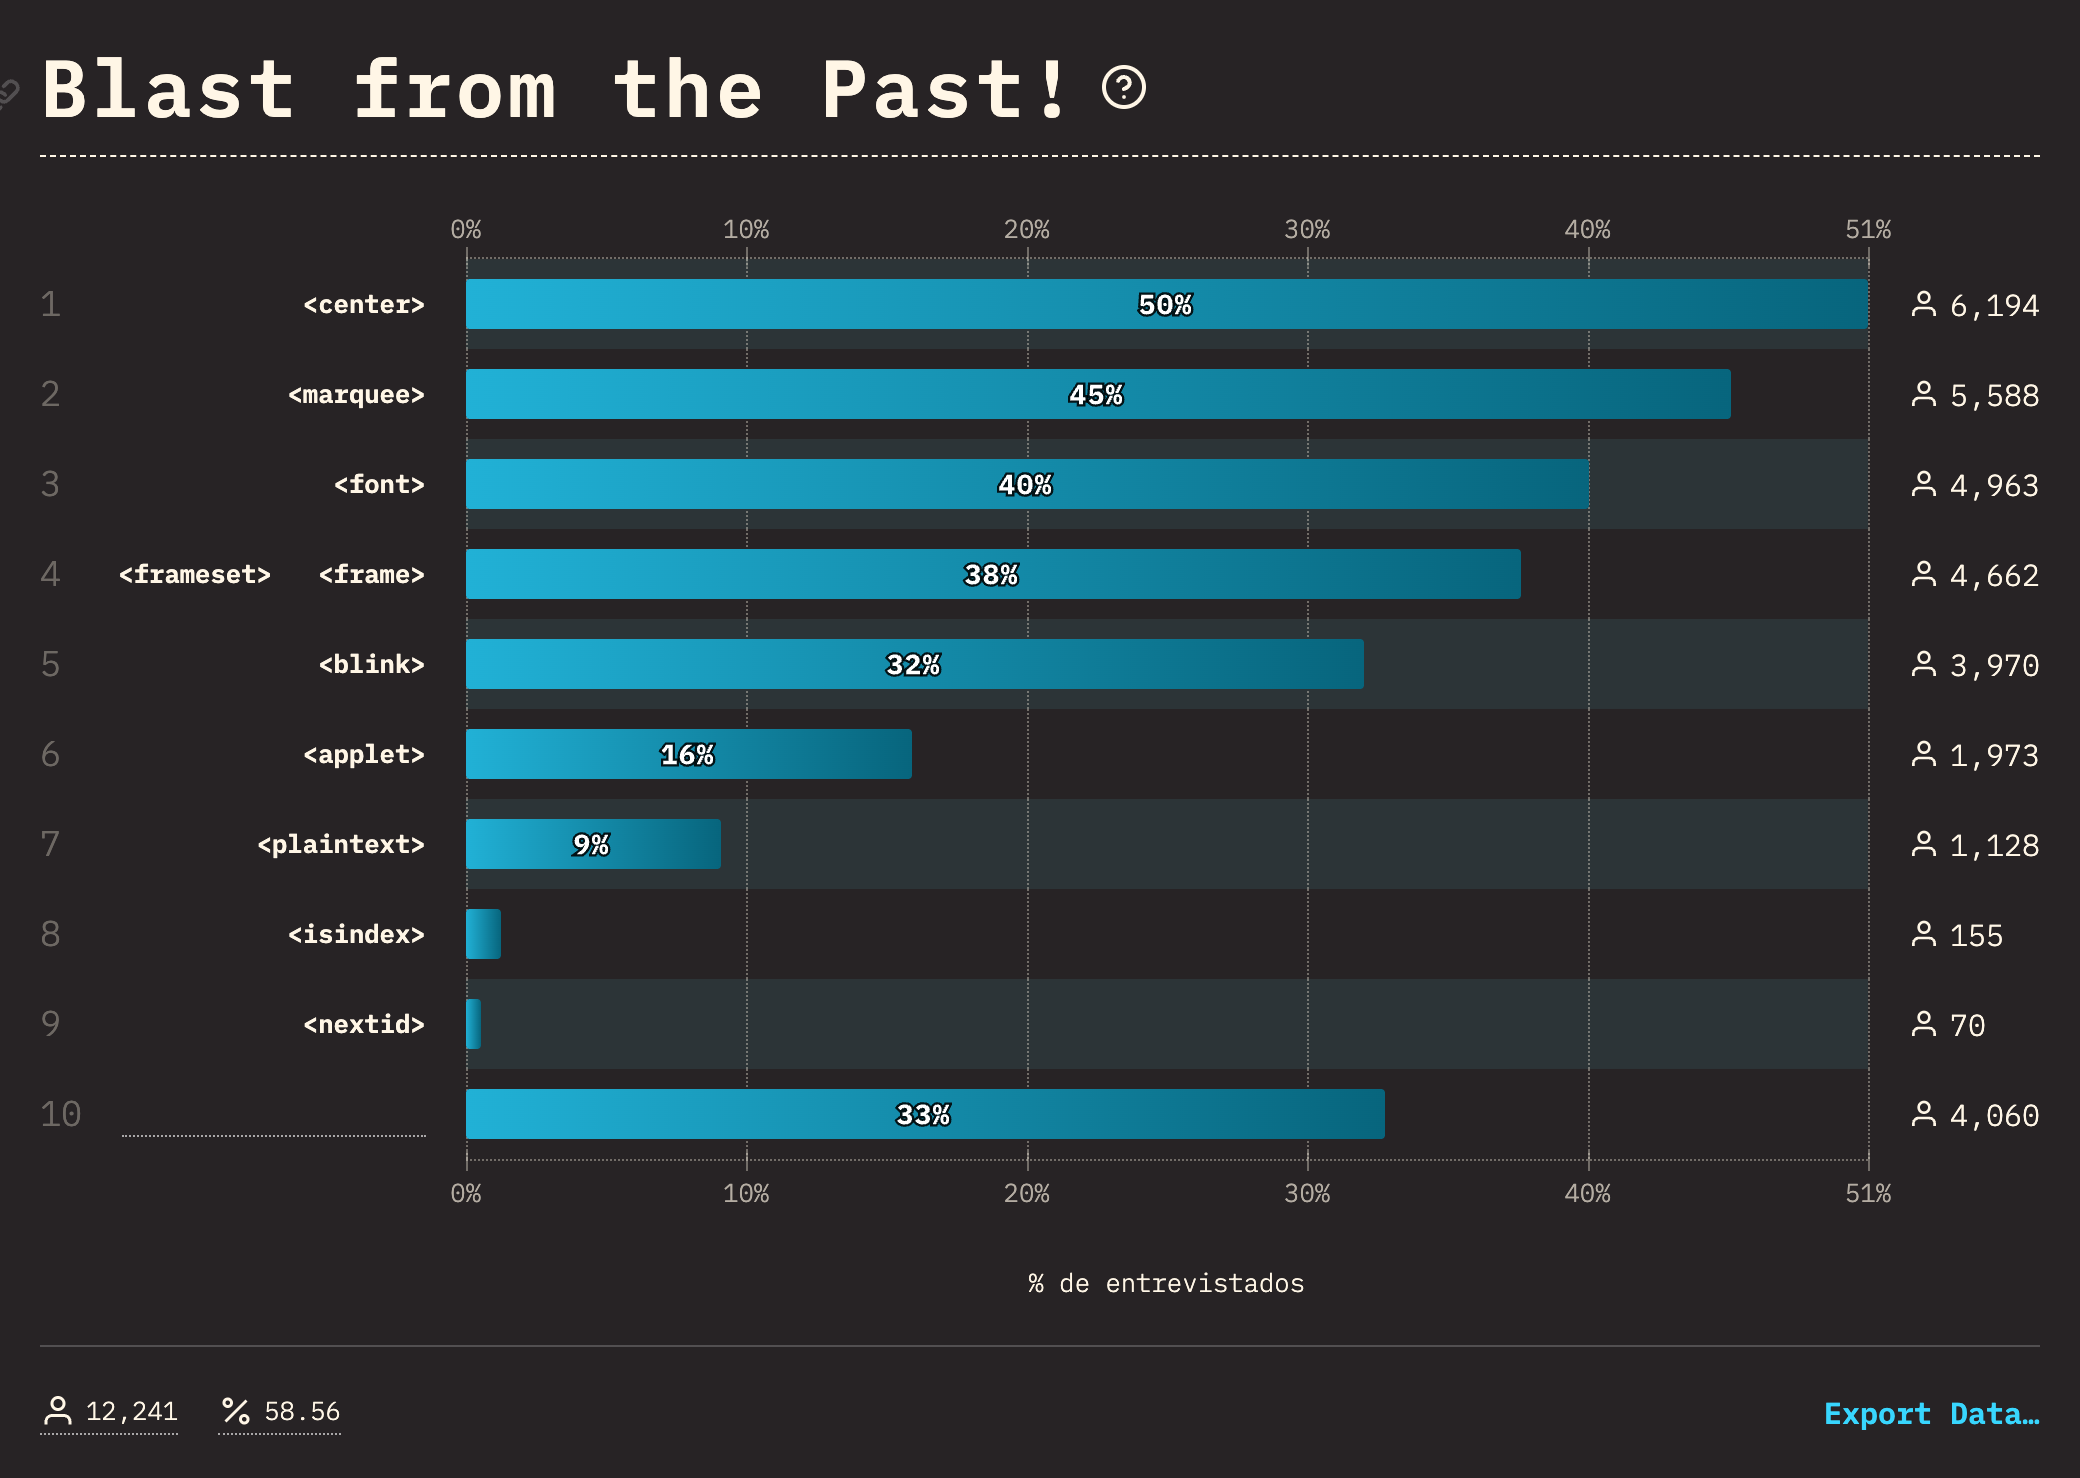 Blast from the Past!
0% 10% 20% 30% 40% 51%
1 <center> 50% 6,194
2 <marquee> 45% 5,588
3 <font> 40% 4,963
4 <frameset> <frame> 38% 4,662
5 <blink> 32% 3,970
6 <applet> 16% 1,973
7 <plaintext> 9% 1,128
8 <isindex> 155
9 <nextid> 70
10 33% 4,060
0% 10% 20% 30% 40% 51%
% de entrevistados
12,241 % 58.56 Export Data…